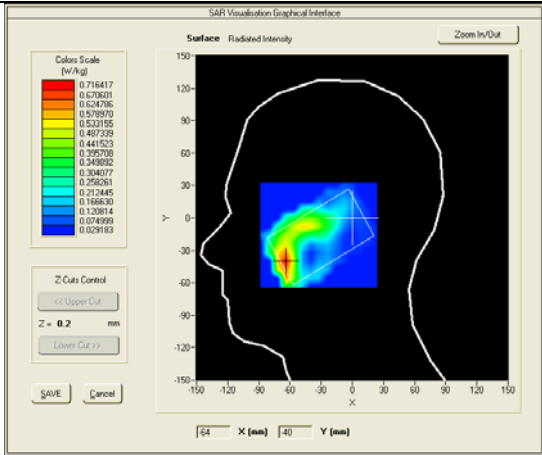 SAR Visualisation Graphical Interface
Surface Radiated Intensity
Zoom In/Out
Colors Scale
(W/kg)
0.716417
0.670601
0.624786
0.578970
0.533155
0.487339
0.441523
0.395708
0.349892
0.304077
0.258261
0.212445
0.166630
0.120814
0.074999
0.029183
Z-Cuts Control
<< Upper Cut
Z = 0.2 mm
Lower Cut >>
SAVE Cancel
150-
120-
90-
60-
30-
Y 0-
-30-
-60-
-90-
-120-
-150-
-150 -120 -90 -60 -30 0 30 60 90 120 150
X
-64 X (mm) -40 Y (mm)